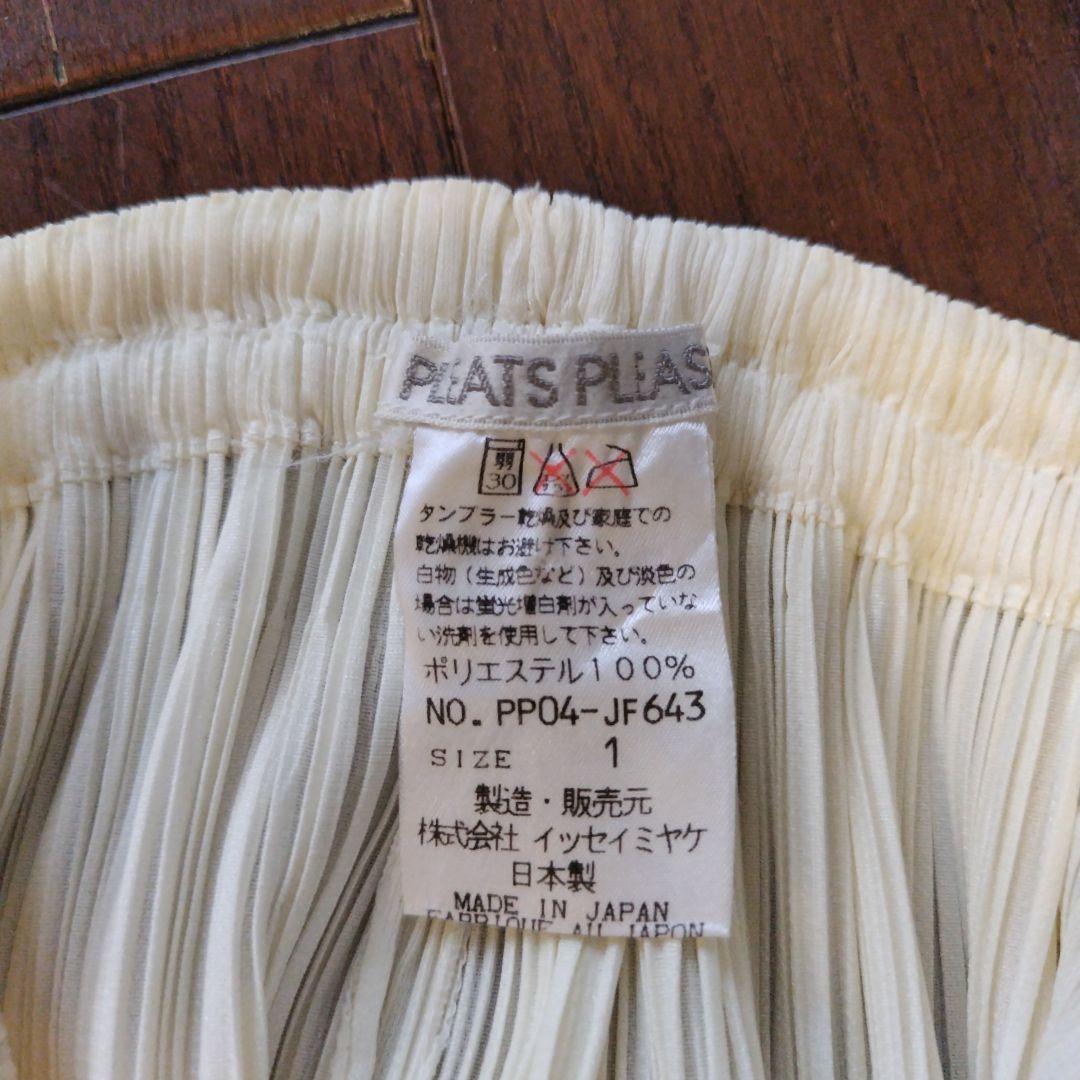 PLEATS PLEAS
弱
30
タンブラー乾燥及び家庭での
乾燥機はお避け下さい。
白物（生成色など）及び淡色の
場合は蛍光増白剤が入っていな
い洗剤を使用して下さい。
ポリエステル100%
NO. PP04-JF643
SIZE 1
製造・販売元
株式会社 イッセイミヤケ
日本製
MADE IN JAPAN
FABRIQUE AU JAPON